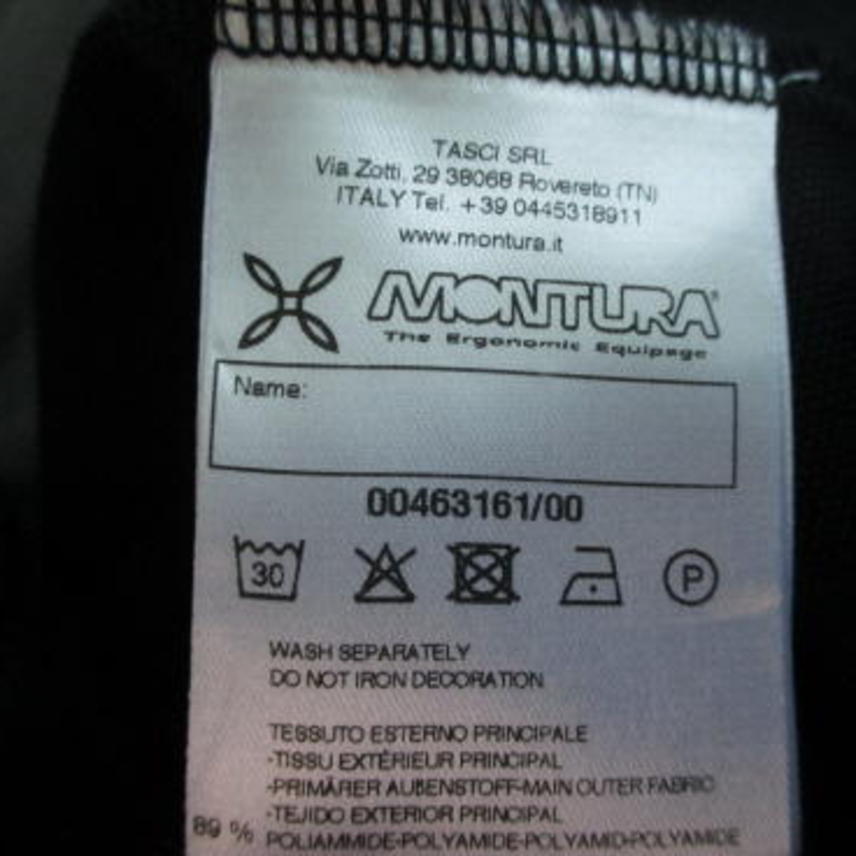 TASCI SRL
Via Zotti, 29 38068 Rovereto (TN)
ITALY Tel. +39 0445318911
www.montura.it
MONTURA®
The Ergonomic Equipage
Name:
00463161/00
30
P
WASH SEPARATELY
DO NOT IRON DECORATION
TESSUTO ESTERNO PRINCIPALE
-TISSU EXTÉRIEUR PRINCIPAL
-PRIMÄRER AUßENSTOFF-MAIN OUTER FABRIC
-TEJIDO EXTERIOR PRINCIPAL
89 % POLIAMMIDE-POLYAMIDE-POLYAMID-POLYAMIDE